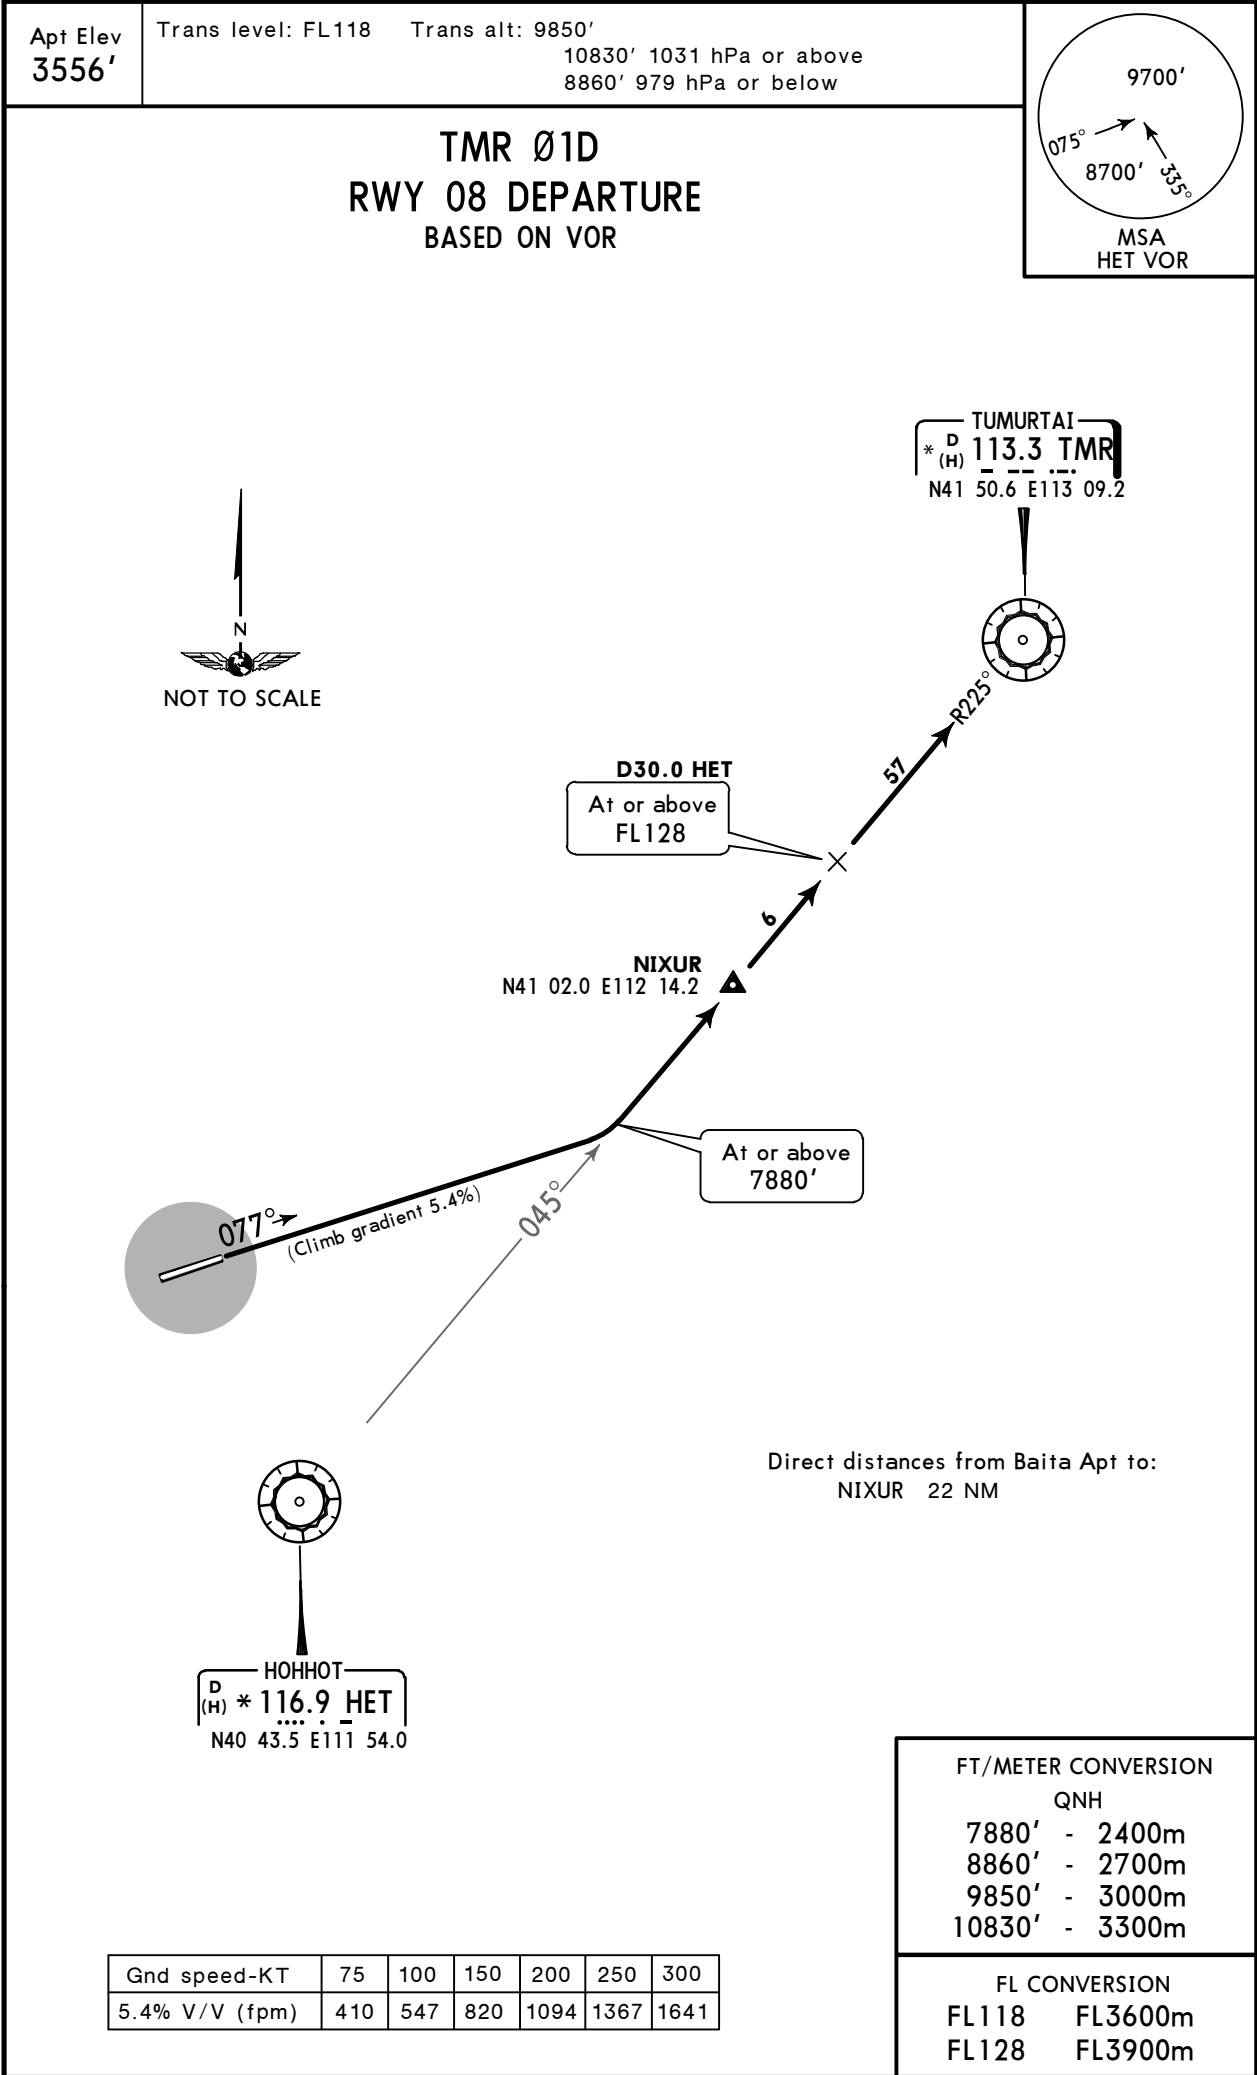 Apt Elev
3556'
Trans level: FL118 Trans alt: 9850'
10830' 1031 hPa or above
8860' 979 hPa or below
9700'
075°
8700'
335°
MSA
HET VOR
TMR Ø1D
RWY 08 DEPARTURE
BASED ON VOR
TUMURTAI
* D (H) 113.3 TMR
N41 50.6 E113 09.2
N
NOT TO SCALE
R225°
57
D30.0 HET
At or above
FL128
6
NIXUR
N41 02.0 E112 14.2
At or above
7880'
077°
(Climb gradient 5.4%)
045°
Direct distances from Baita Apt to:
NIXUR 22 NM
HOHHOT
D (H) * 116.9 HET
N40 43.5 E111 54.0
FT/METER CONVERSION
QNH
7880' - 2400m
8860' - 2700m
9850' - 3000m
10830' - 3300m
Gnd speed-KT 75 100 150 200 250 300
5.4% V/V (fpm) 410 547 820 1094 1367 1641
FL CONVERSION
FL118 FL3600m
FL128 FL3900m